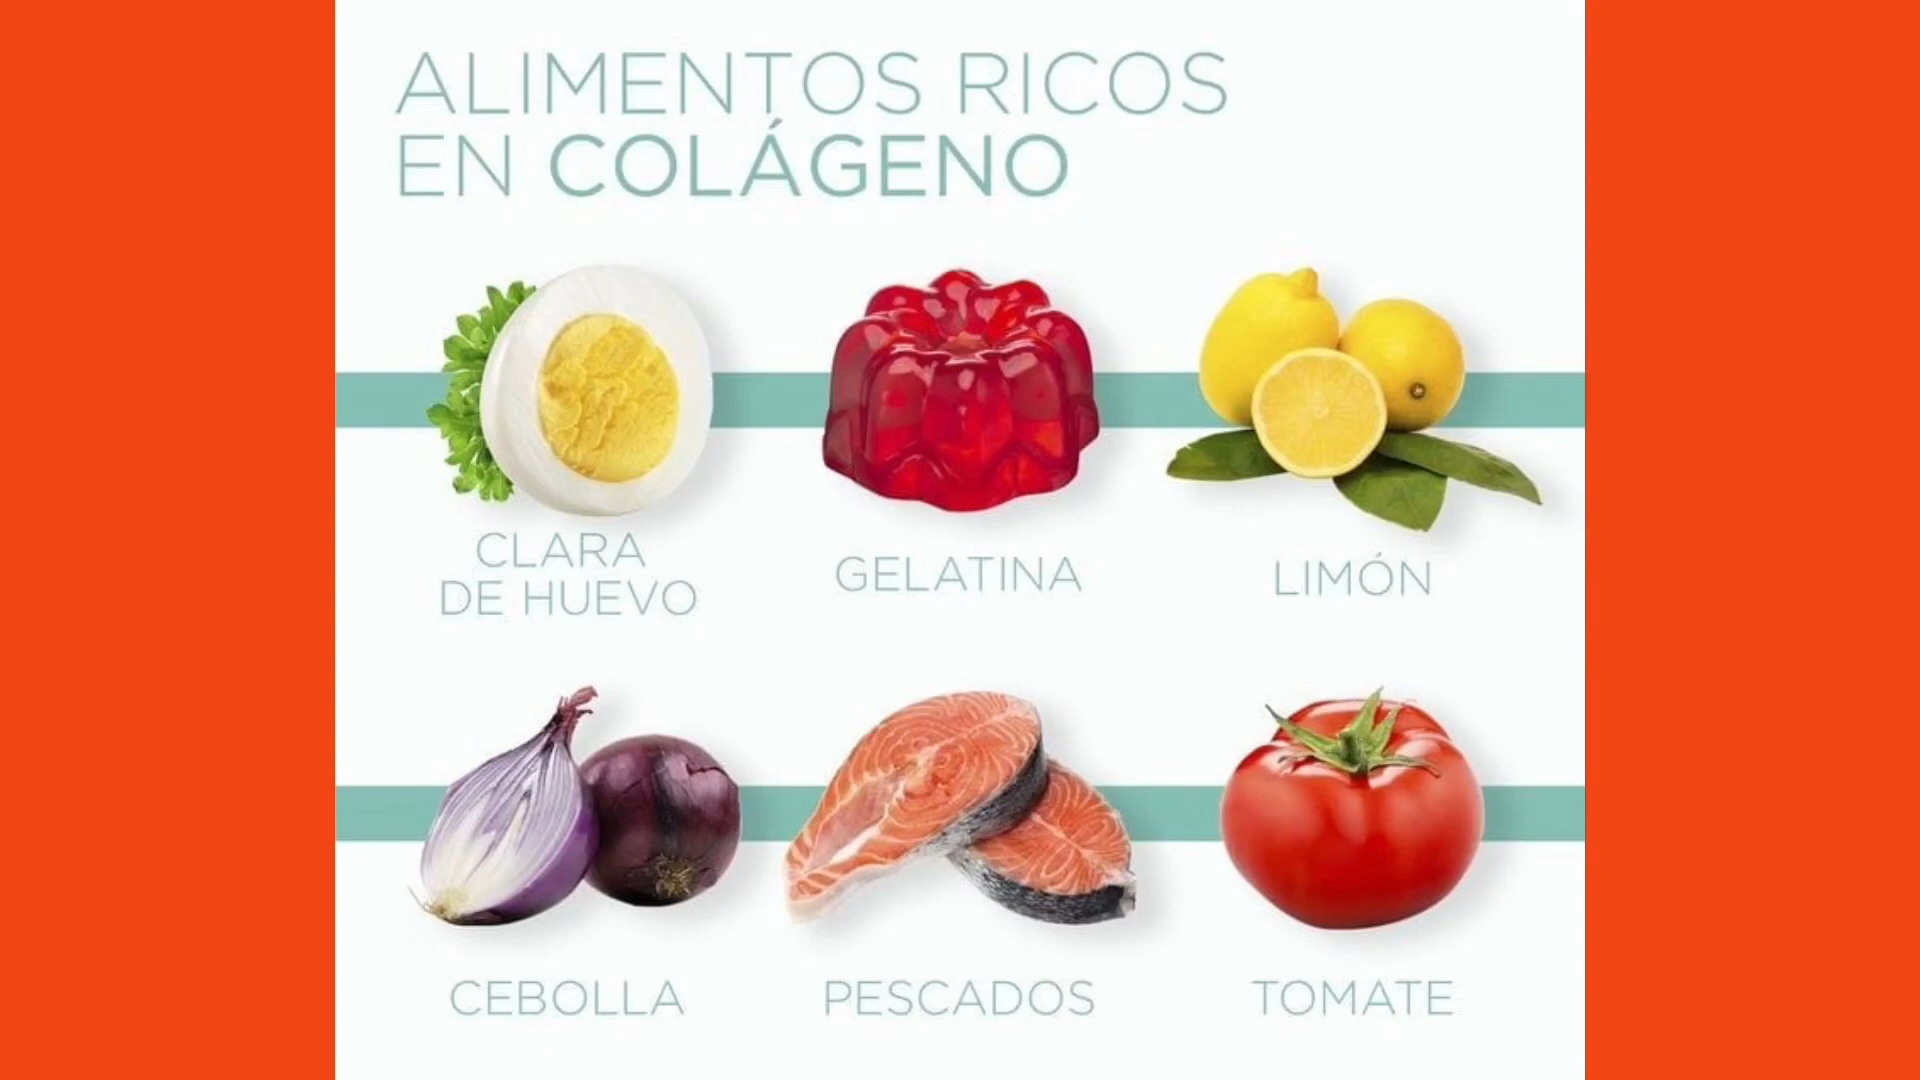 ALIMENTOS RICOS
EN COLÁGENO
CLARA
DE HUEVO
GELATINA
LIMÓN
CEBOLLA
PESCADOS
TOMATE